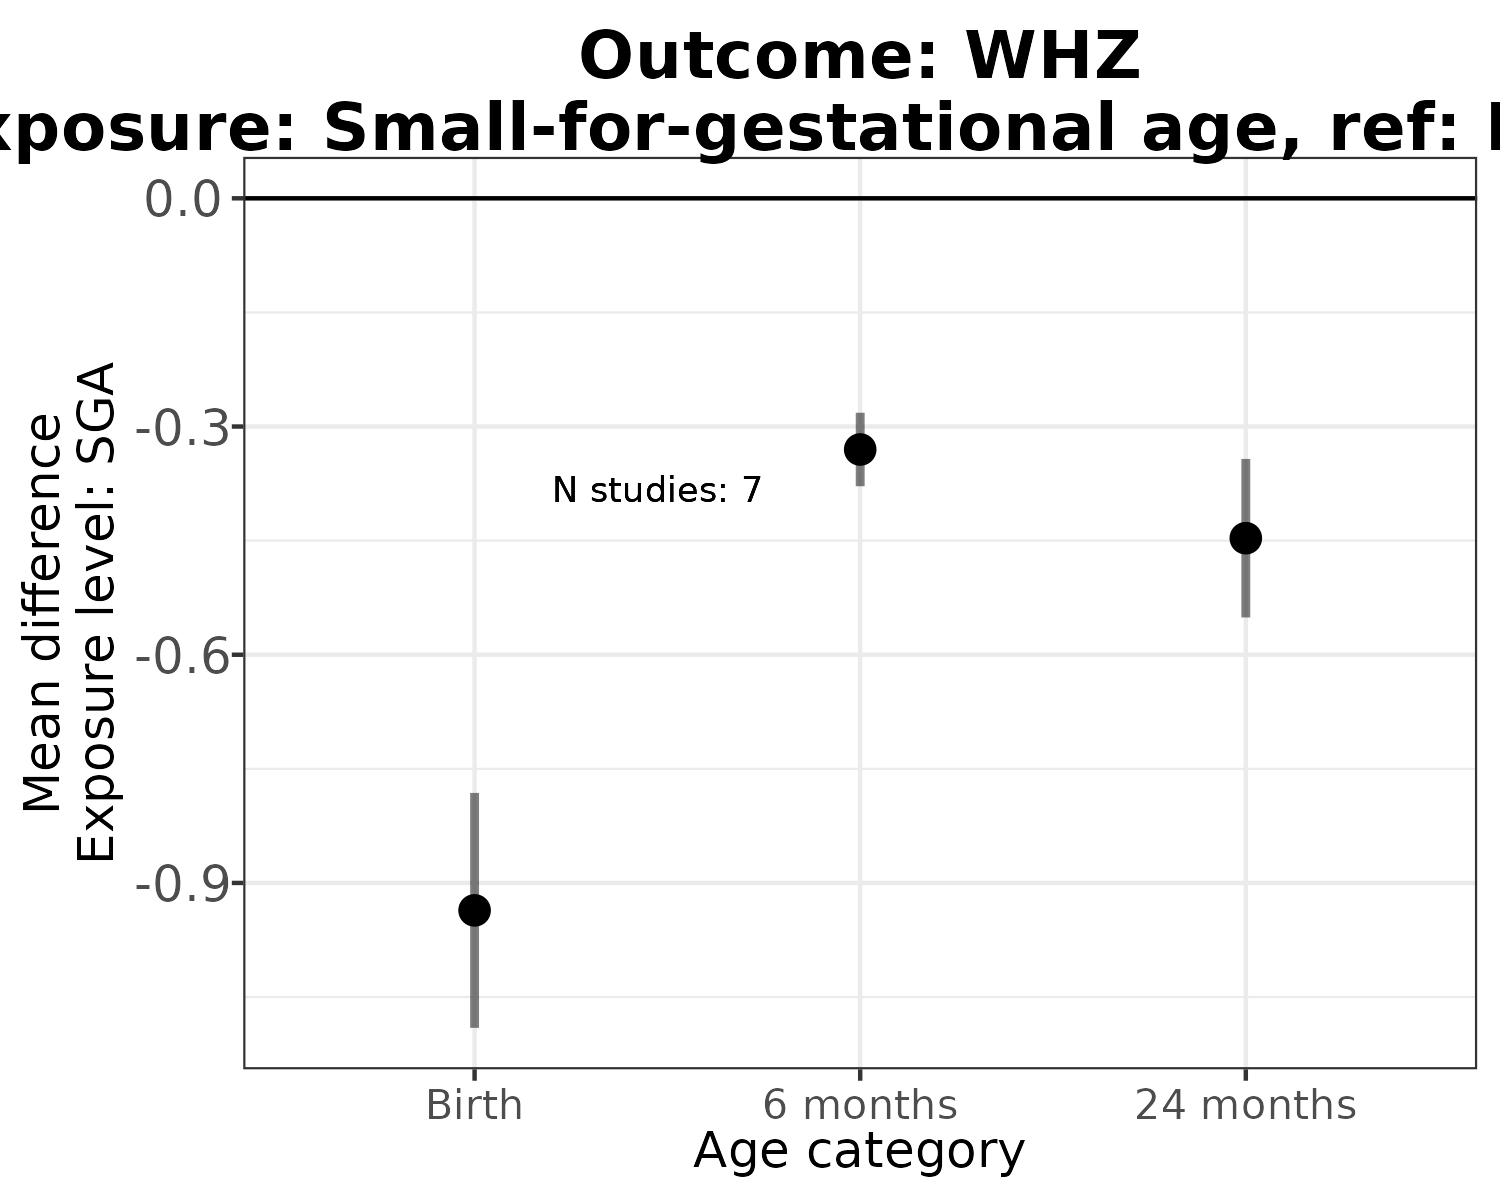 Outcome: WHZ
xposure: Small-for-gestational age, ref:
0.0
-0.3
-0.6
-0.9
Mean difference
Exposure level: SGA
N studies: 7
Birth
6 months
24 months
Age category